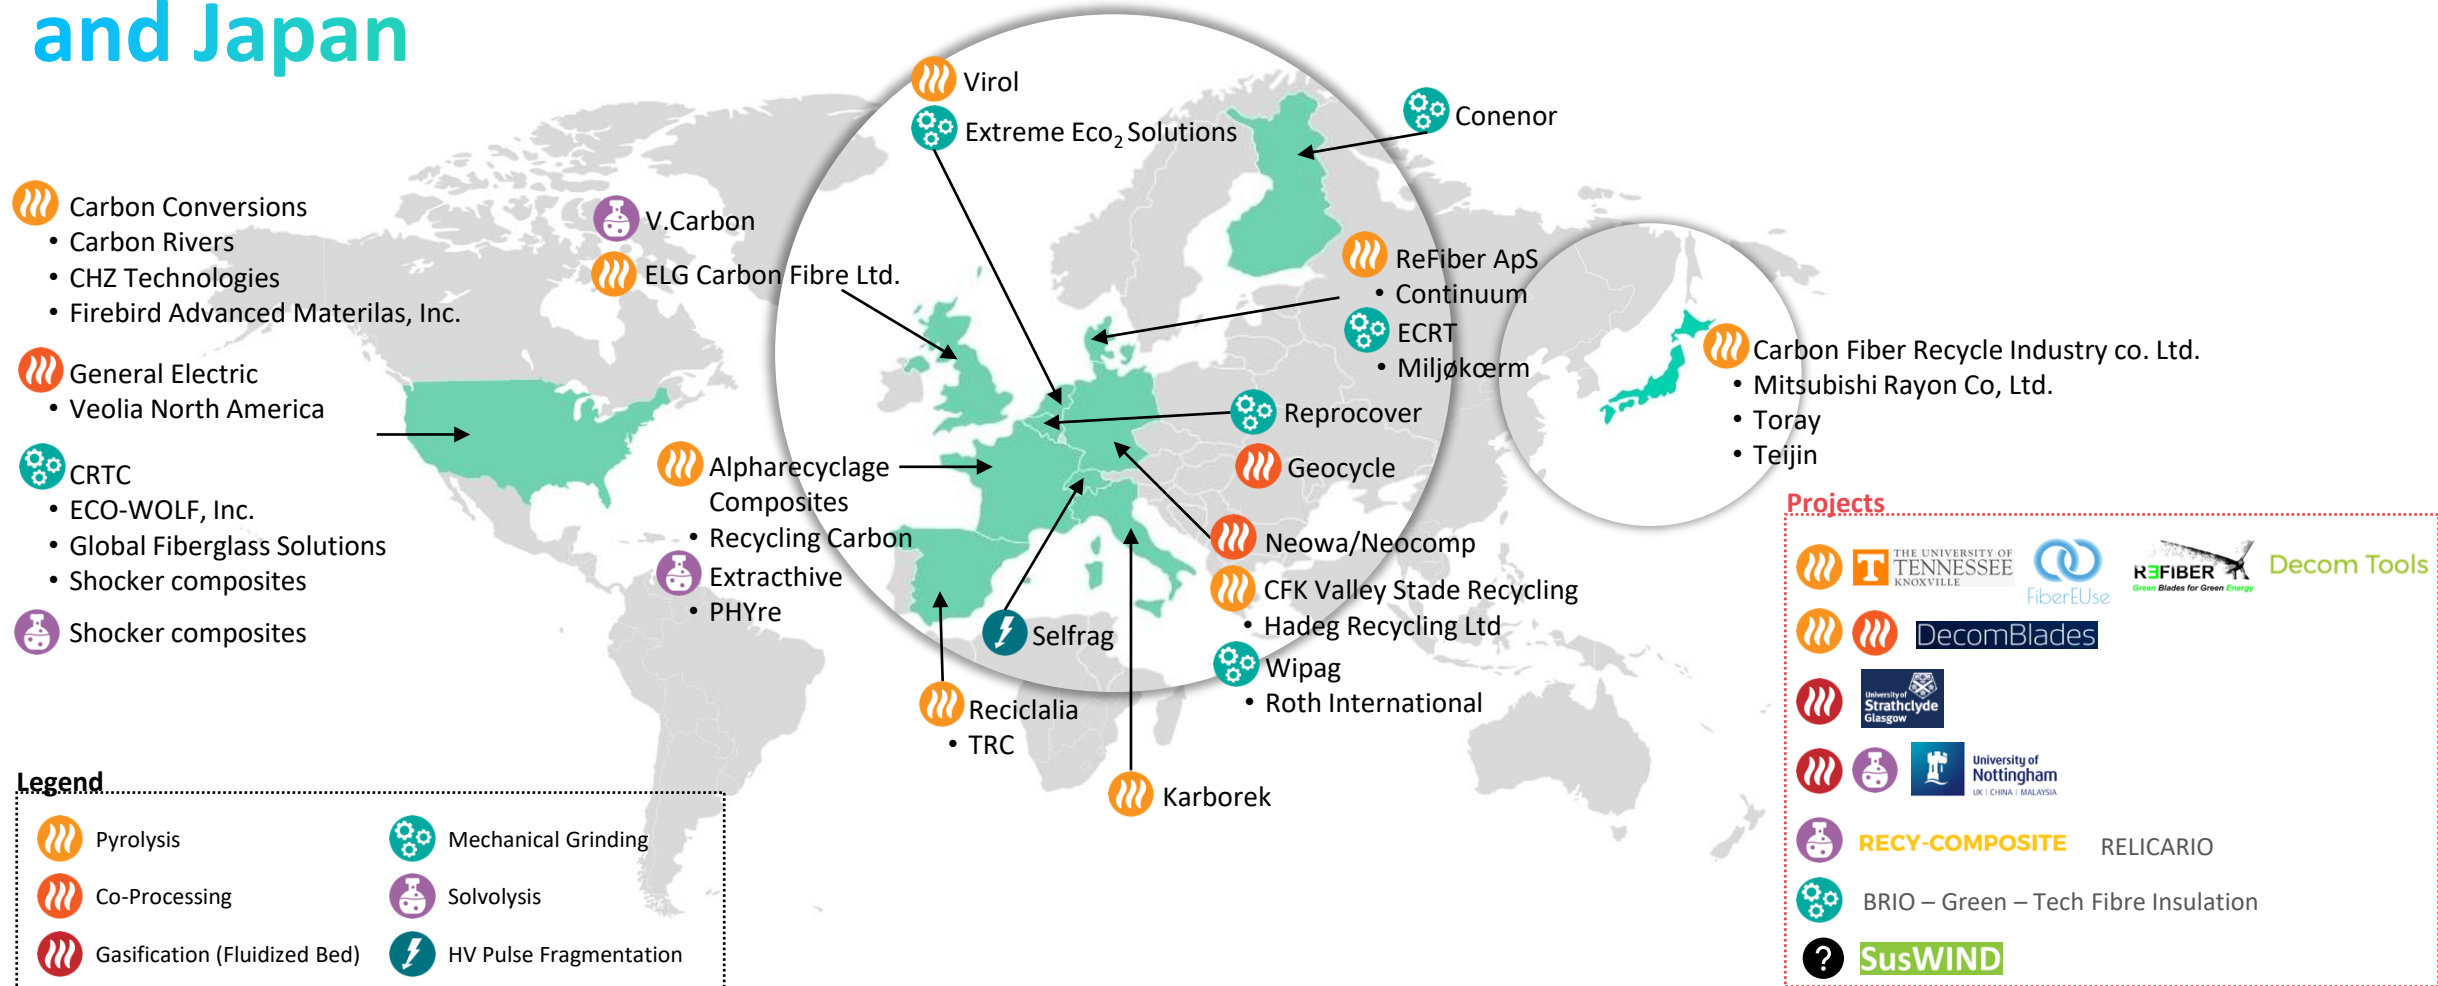 and Japan
Virol
Extreme Eco₂ Solutions
Conenor
Carbon Conversions
• Carbon Rivers
• CHZ Technologies
• Firebird Advanced Materilas, Inc.
General Electric
• Veolia North America
CRTC
• ECO-WOLF, Inc.
• Global Fiberglass Solutions
• Shocker composites
Shocker composites
V.Carbon
ELG Carbon Fibre Ltd.
ReFiber ApS
• Continuum
ECRT
• Miljøkœrm
Reprocover
Geocycle
Carbon Fiber Recycle Industry co. Ltd.
• Mitsubishi Rayon Co, Ltd.
• Toray
• Teijin
Alpharecyclage
Composites
• Recycling Carbon
Extracthive
• PHYre
Selfrag
Neowa/Neocomp
CFK Valley Stade Recycling
• Hadeg Recycling Ltd
Wipag
• Roth International
Reciclalia
• TRC
Karborek
Legend
Pyrolysis
Mechanical Grinding
Co-Processing
Solvolysis
Gasification (Fluidized Bed)
HV Pulse Fragmentation
Projects
T
THE UNIVERSITY OF
TENNESSEE
KNOXVILLE
FiberEUse
RƎFIBER
Green Blades for Green Energy
Decom Tools
DecomBlades
University of
Strathclyde
Glasgow
University of
Nottingham
UK | CHINA | MALAYSIA
RECY-COMPOSITE
RELICARIO
BRIO – Green – Tech Fibre Insulation
?
SusWIND